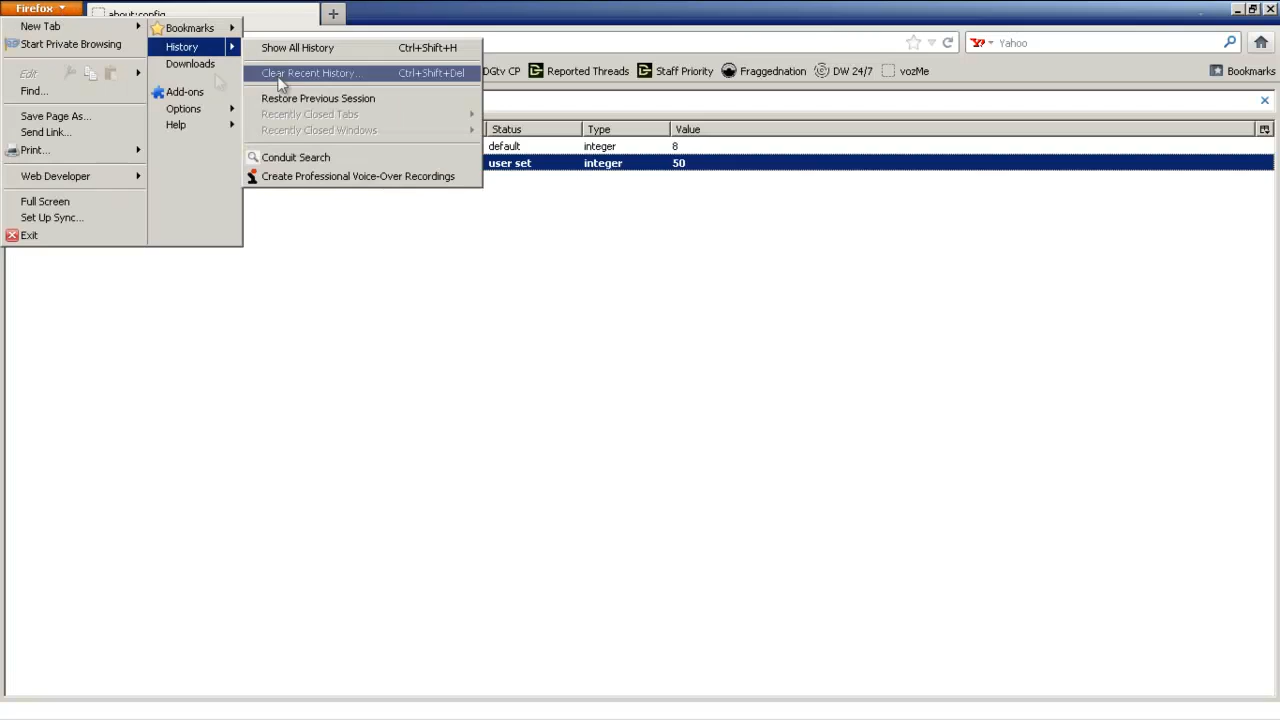 Firefox
about:config
New Tab
Start Private Browsing
Edit
Find...
Save Page As...
Send Link...
Print...
Web Developer
Full Screen
Set Up Sync...
Exit
Bookmarks
History
Downloads
Add-ons
Options
Help
Show All History Ctrl+Shift+H
Clear Recent History... Ctrl+Shift+Del
Restore Previous Session
Recently Closed Tabs
Recently Closed Windows
Conduit Search
Create Professional Voice-Over Recordings
Yahoo
DGtv CP Reported Threads Staff Priority Fraggednation DW 24/7 vozMe Bookmarks
Status Type Value
default integer 8
user set integer 50